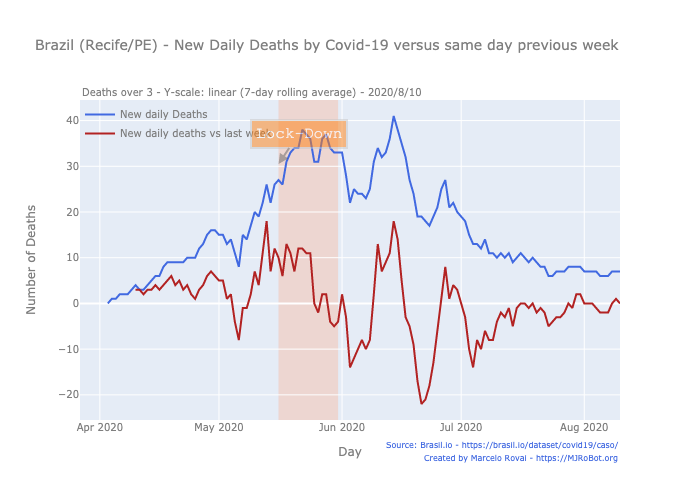 Brazil (Recife/PE) - New Daily Deaths by Covid-19 versus same day previous week
Deaths over 3 - Y-scale: linear (7-day rolling average) - 2020/8/10
New daily Deaths
New daily deaths vs last week
Lock-Down
40
30
20
10
0
−10
−20
Number of Deaths
Apr 2020
May 2020
Jun 2020
Jul 2020
Aug 2020
Day
Source: Brasil.io - https://brasil.io/dataset/covid19/caso/
Created by Marcelo Rovai - https://MJRoBot.org